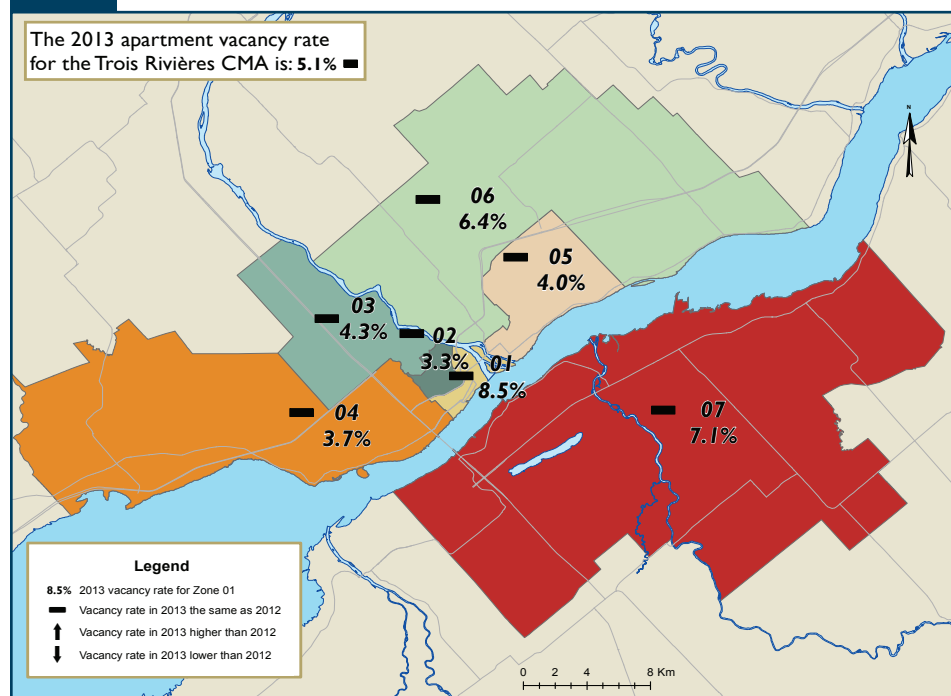 The 2013 apartment vacancy rate
for the Trois Rivières CMA is: 5.1%
N
06
6.4%
05
4.0%
03
4.3%
02
3.3%
01
8.5%
04
3.7%
07
7.1%
Legend
8.5% 2013 vacancy rate for Zone 01
Vacancy rate in 2013 the same as 2012
Vacancy rate in 2013 higher than 2012
Vacancy rate in 2013 lower than 2012
0 2 4 6 8 Km